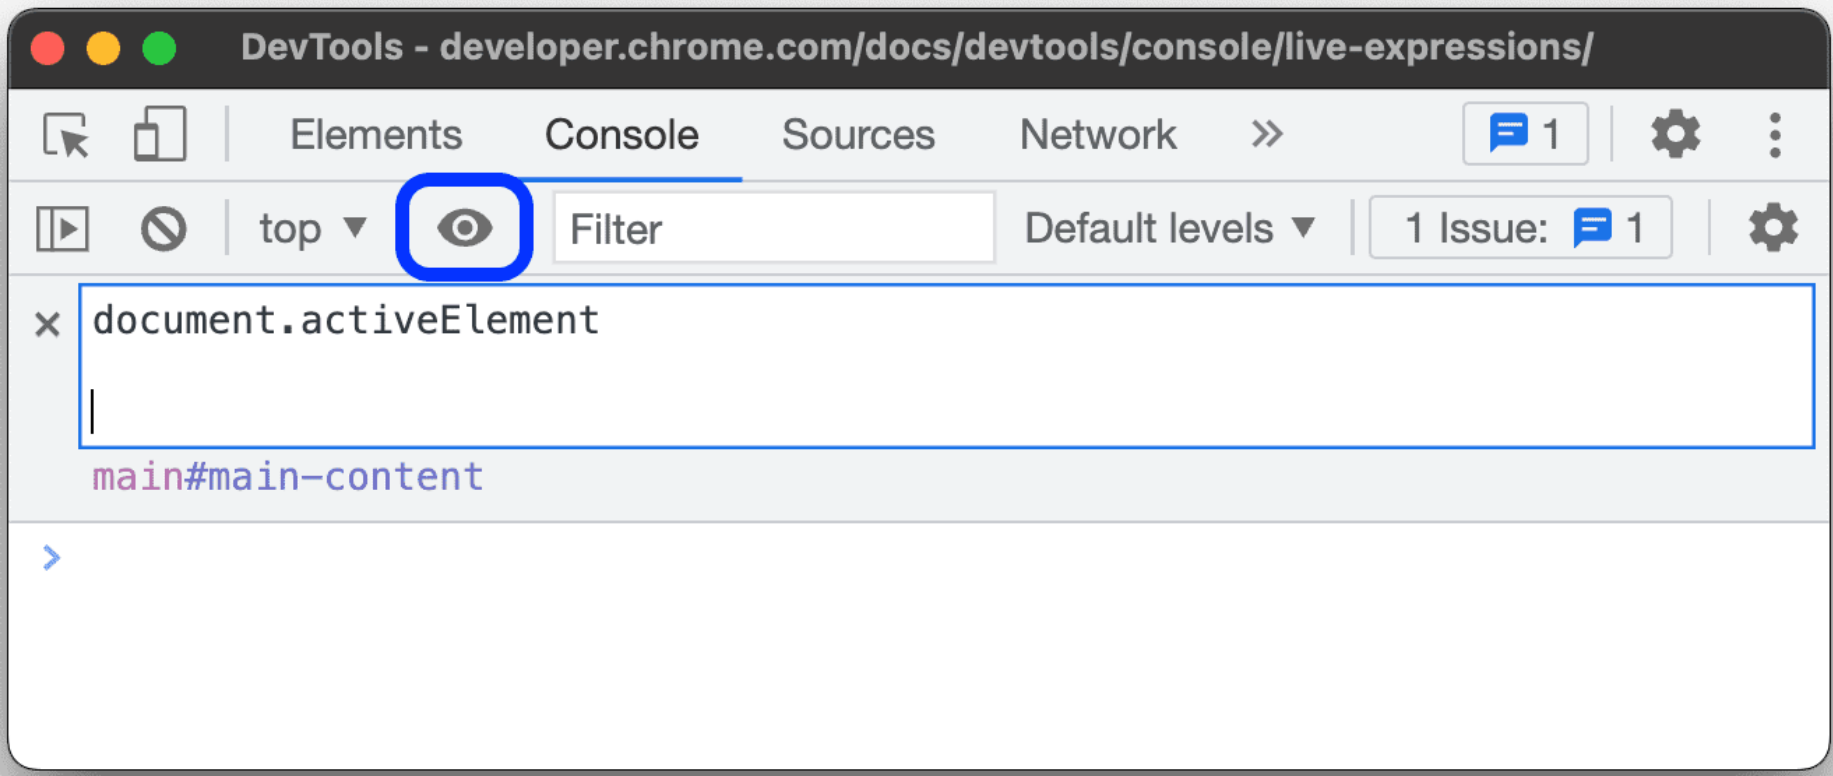 DevTools - developer.chrome.com/docs/devtools/console/live-expressions/
Elements Console Sources Network 1
top Filter Default levels 1 Issue: 1
document.activeElement
main#main-content